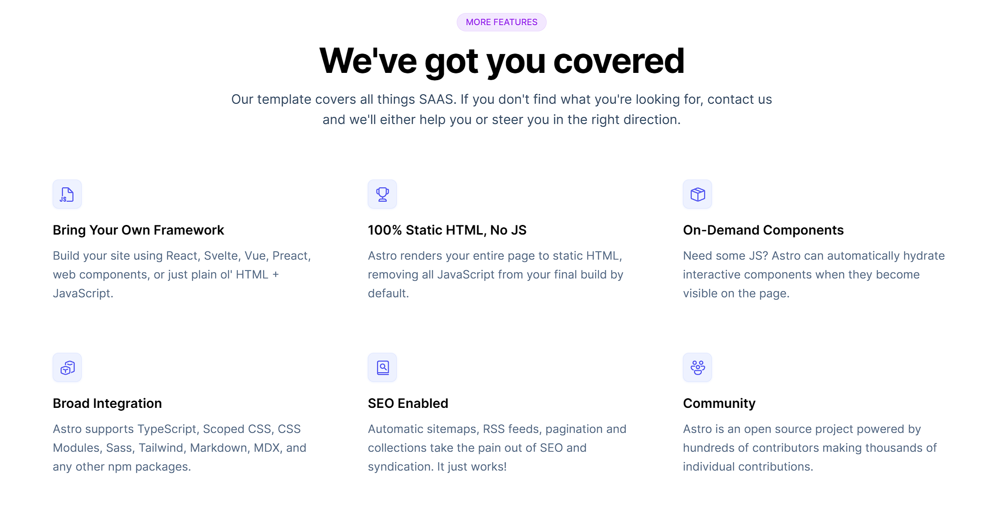 MORE FEATURES
We've got you covered
Our template covers all things SAAS. If you don't find what you're looking for, contact us
and we'll either help you or steer you in the right direction.
JS
Bring Your Own Framework
Build your site using React, Svelte, Vue, Preact,
web components, or just plain ol' HTML +
JavaScript.
100% Static HTML, No JS
Astro renders your entire page to static HTML,
removing all JavaScript from your final build by
default.
On-Demand Components
Need some JS? Astro can automatically hydrate
interactive components when they become
visible on the page.
Broad Integration
Astro supports TypeScript, Scoped CSS, CSS
Modules, Sass, Tailwind, Markdown, MDX, and
any other npm packages.
SEO Enabled
Automatic sitemaps, RSS feeds, pagination and
collections take the pain out of SEO and
syndication. It just works!
Community
Astro is an open source project powered by
hundreds of contributors making thousands of
individual contributions.